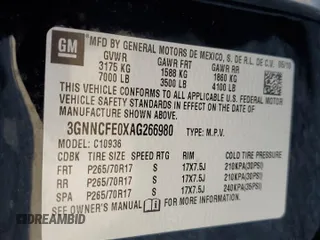 GM
MFD BY GENERAL MOTORS DE MEXICO, S. DE R.L. DE C.V. 05/10
GVWR GAWR FRT GAWR RR
3175 KG 1588 KG 1860 KG
7000 LB 3500 LB 4100 LB
THIS VEHICLE CONFORMS TO ALL APPLICABLE
U.S. FEDERAL MOTOR VEHICLE SAFETY
STANDARDS IN EFFECT ON THE DATE OF
MANUFACTURE SHOWN ABOVE.
3GNNCFE0XAG266980 TYPE: M.P.V.
MODEL: C10936
CDBK TIRE SIZE SPEED RTG RIM COLD TIRE PRESSURE
FRT P265/70R17 S 17X7.5J 210KPA(30PSI)
RR P265/70R17 S 17X7.5J 210KPA(30PSI)
SPA P265/70R17 S 17X7.5J 240KPA(35PSI)
SEE OWNER'S MANUAL FOR
DREAMBID